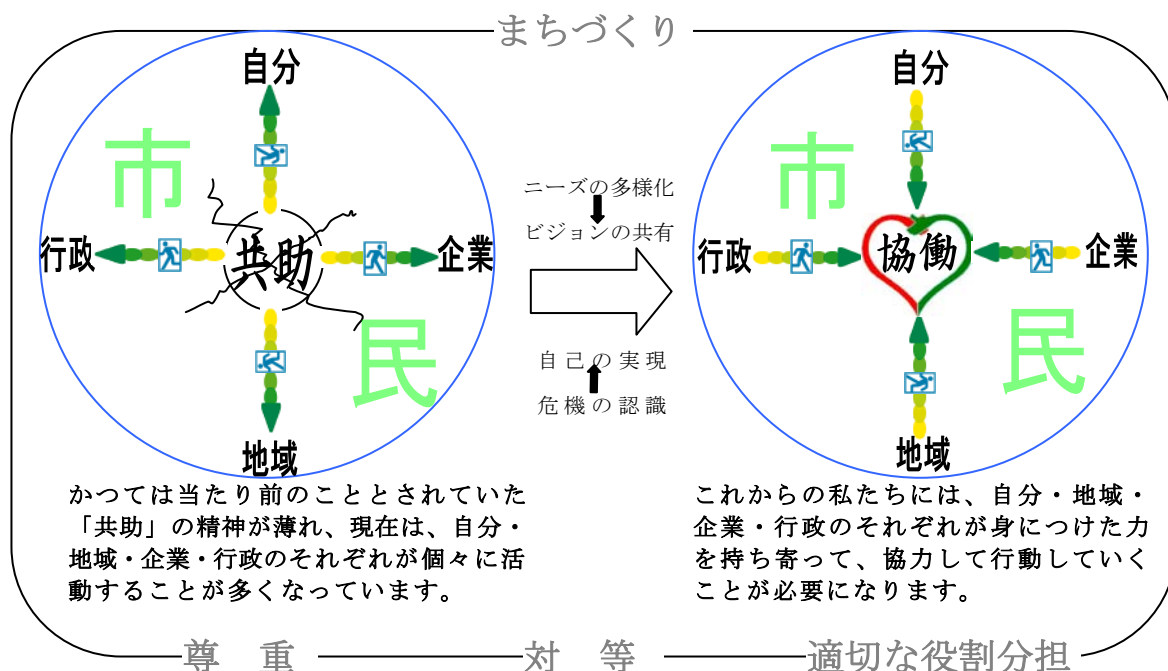 まちづくり
自分
市
行政
共助
企業
民
地域
かつては当たり前のこととされていた
「共助」の精神が薄れ、現在は、自分・
地域・企業・行政のそれぞれが個々に活
動することが多くなっています。
ニーズの多様化
ビジョンの共有
自己の実現
危機の認識
自分
市
行政
協働
企業
民
地域
これからの私たちには、自分・地域・
企業・行政のそれぞれが身につけた力
を持ち寄って、協力して行動していく
ことが必要になります。
尊　重
対　等
適切な役割分担